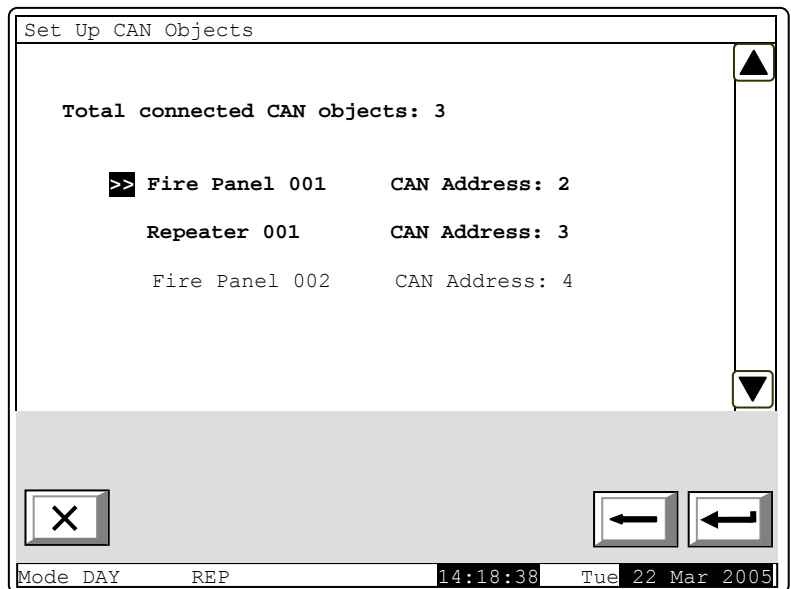 Set Up CAN Objects
Total connected CAN objects: 3
>> Fire Panel 001 CAN Address: 2
Repeater 001 CAN Address: 3
Fire Panel 002 CAN Address: 4
Mode DAY REP 14:18:38 Tue 22 Mar 2005